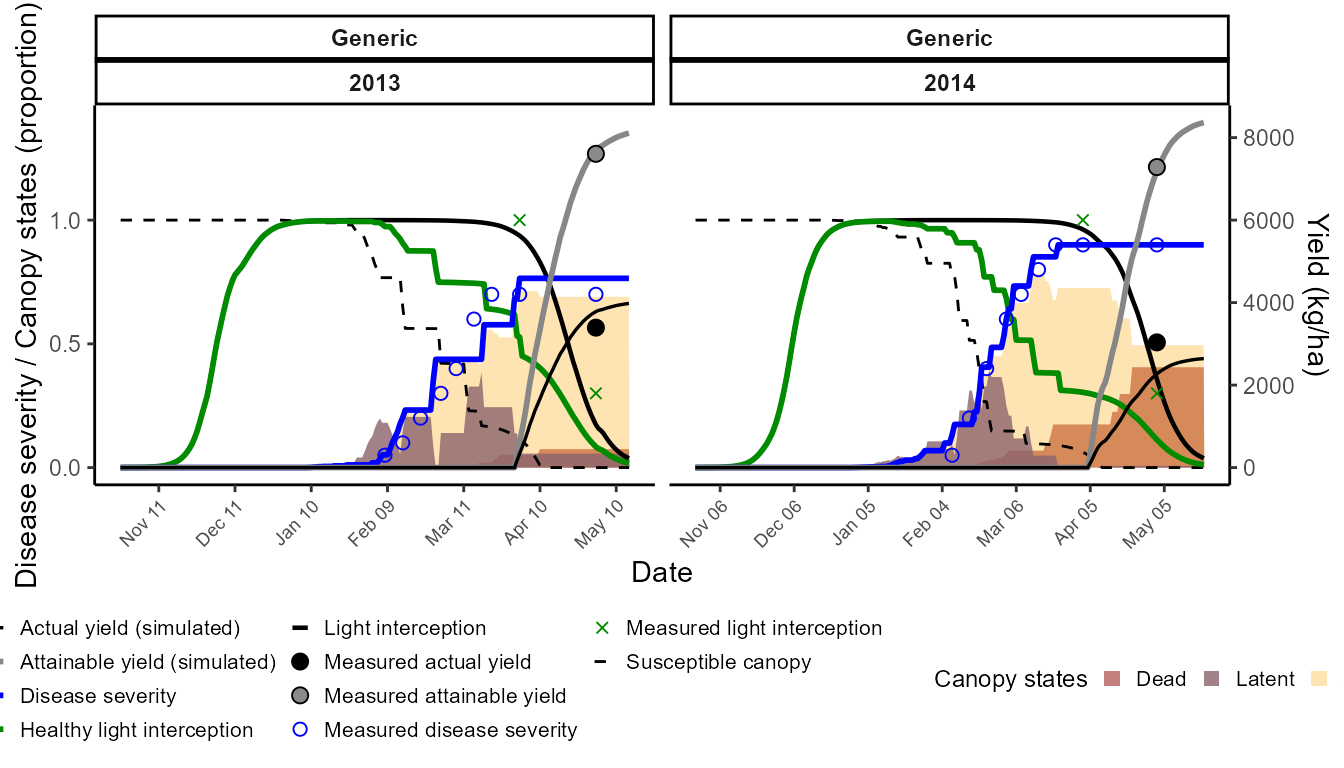 Generic
Generic
2013
2014
Disease severity / Canopy states (proportion)
1.0
0.5
0.0
8000
6000
4000
2000
0
Yield (kg/ha)
Nov 11
Dec 11
Jan 10
Feb 09
Mar 11
Apr 10
May 10
Nov 06
Dec 06
Jan 05
Feb 04
Mar 06
Apr 05
May 05
Date
Actual yield (simulated)
Attainable yield (simulated)
Disease severity
Healthy light interception
Light interception
Measured actual yield
Measured attainable yield
Measured disease severity
Measured light interception
Susceptible canopy
Canopy states
Dead
Latent